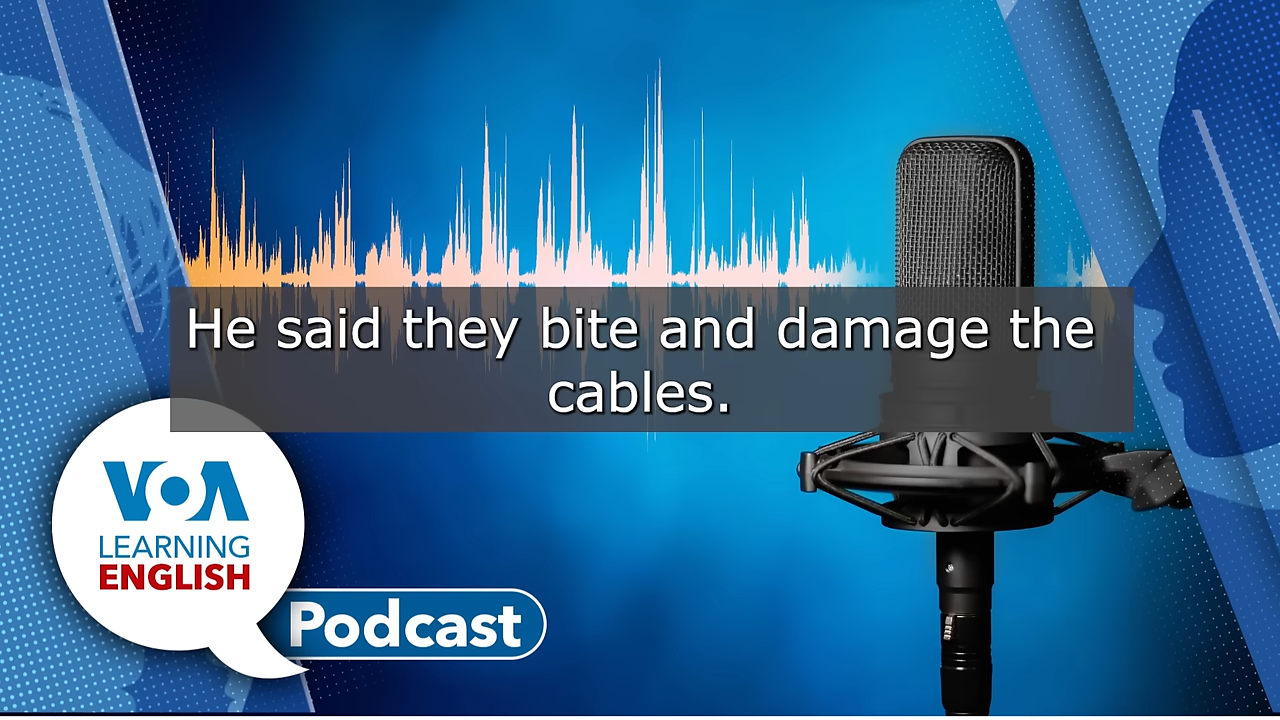 He said they bite and damage the
cables.
VOA
LEARNING
ENGLISH
Podcast